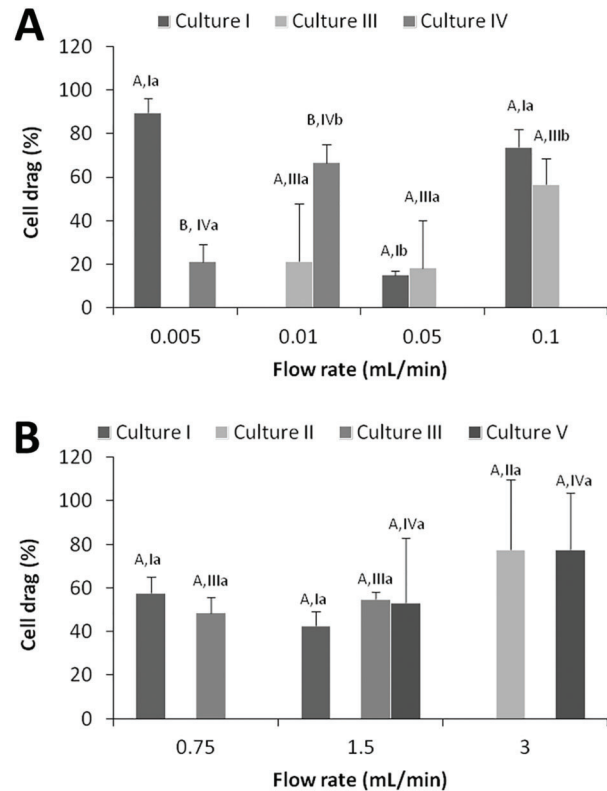 A
Culture I Culture III Culture IV
120
100
80
60
40
20
0
Cell drag (%)
A,Ia
B, IVa
A,IIIa
B,IVb
A,Ib
A,IIIa
A,Ia
A,IIIb
0.005 0.01 0.05 0.1
Flow rate (mL/min)
B
Culture I Culture II Culture III Culture V
120
100
80
60
40
20
0
Cell drag (%)
A,Ia
A,IIIa
A,Ia
A,IIIa
A,IVa
A,IIa
A,IVa
0.75 1.5 3
Flow rate (mL/min)